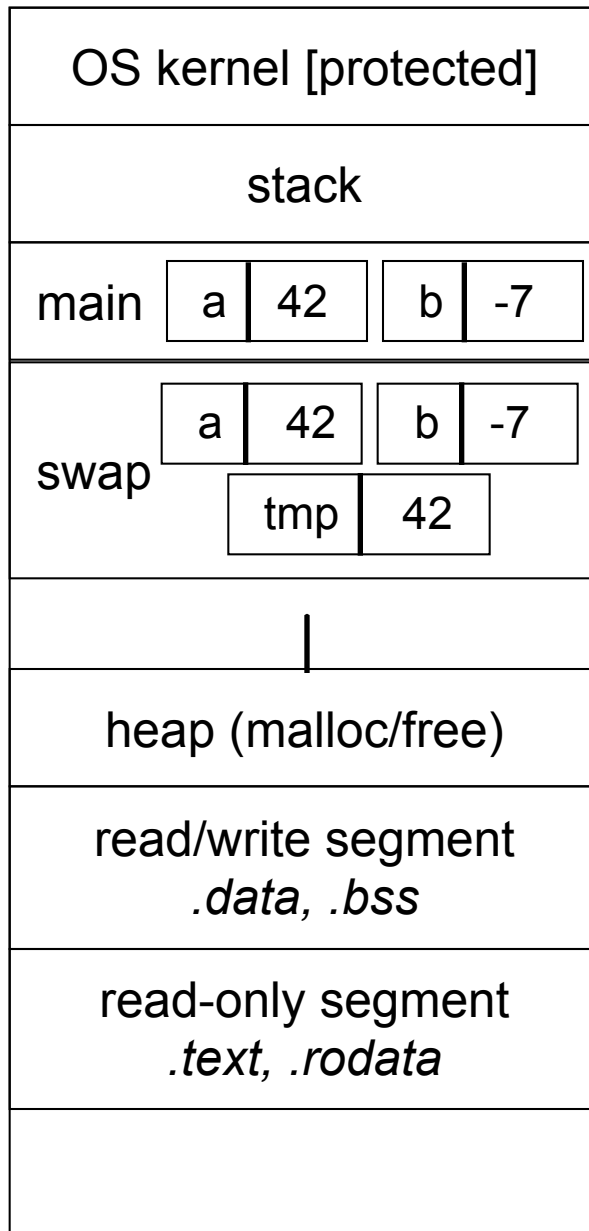 OS kernel [protected]
stack
main a 42 b -7
a 42 b -7
swap
tmp 42
heap (malloc/free)
read/write segment
.data, .bss
read-only segment
.text, .rodata